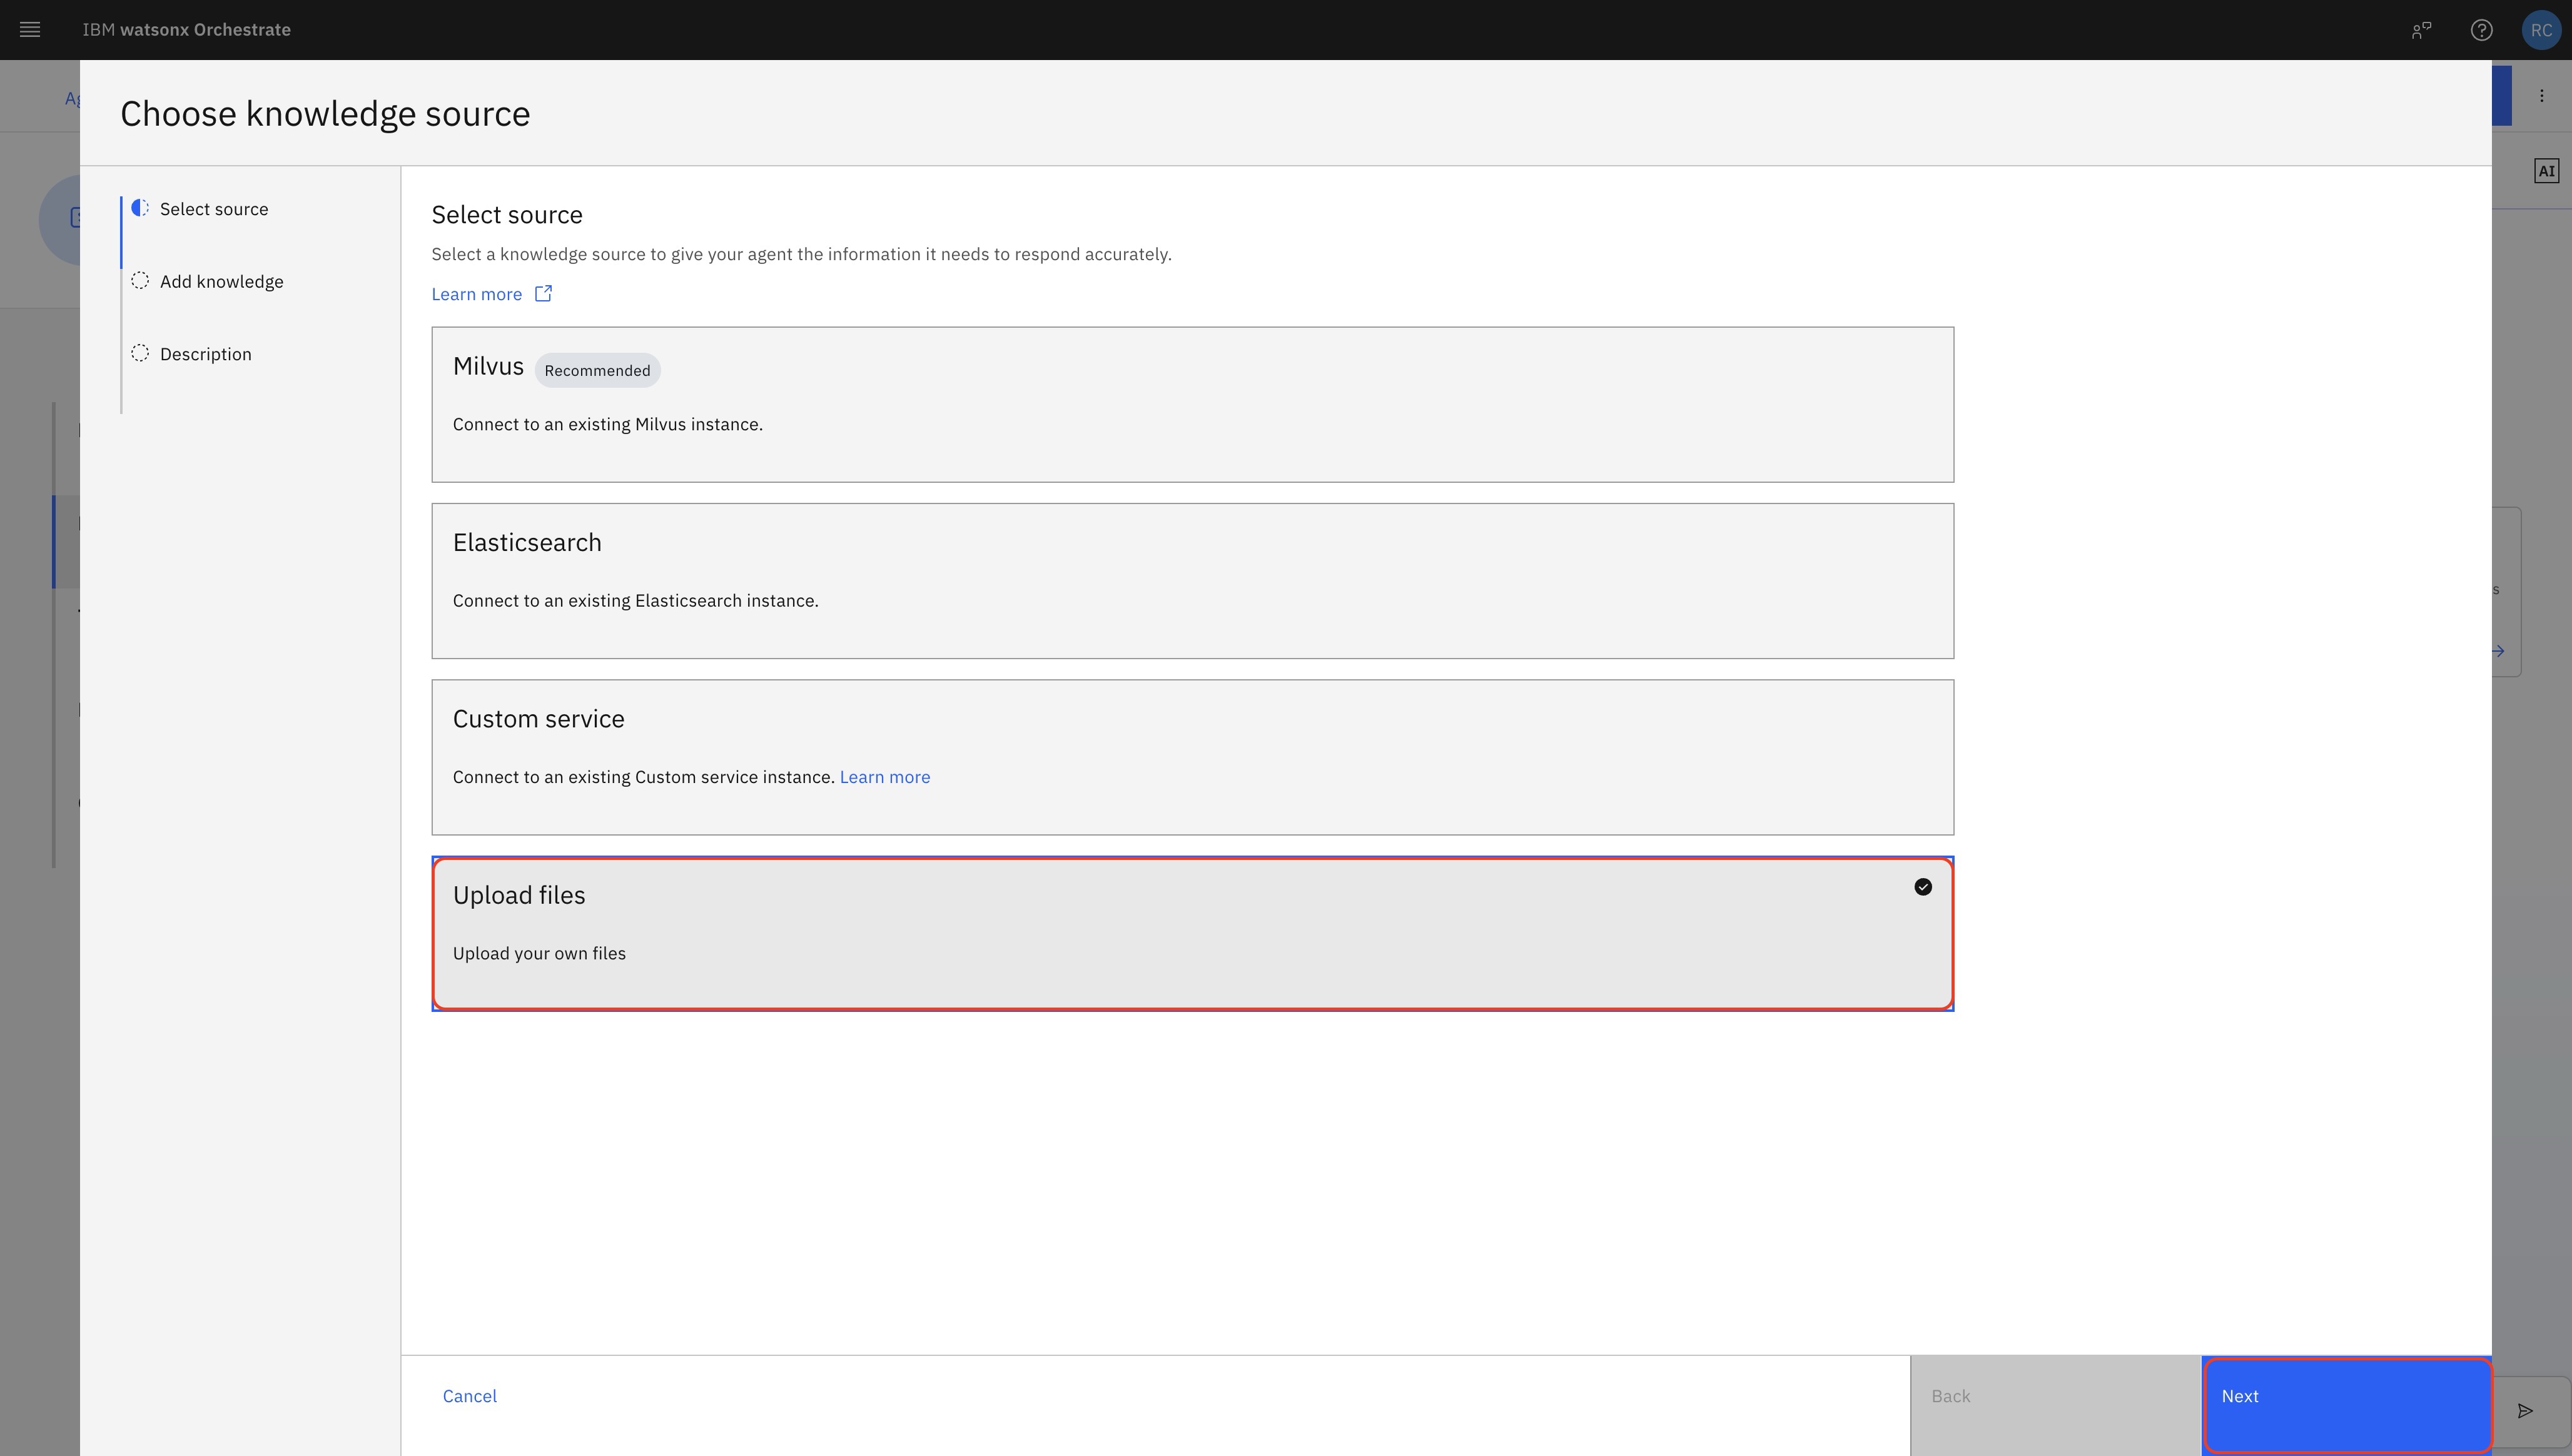 IBM watsonx Orchestrate
RC
Choose knowledge source
AI
Select source
Add knowledge
Description
Select source
Select a knowledge source to give your agent the information it needs to respond accurately.
Learn more
Milvus Recommended
Connect to an existing Milvus instance.
Elasticsearch
Connect to an existing Elasticsearch instance.
Custom service
Connect to an existing Custom service instance. Learn more
Upload files
Upload your own files
Cancel
Back
Next